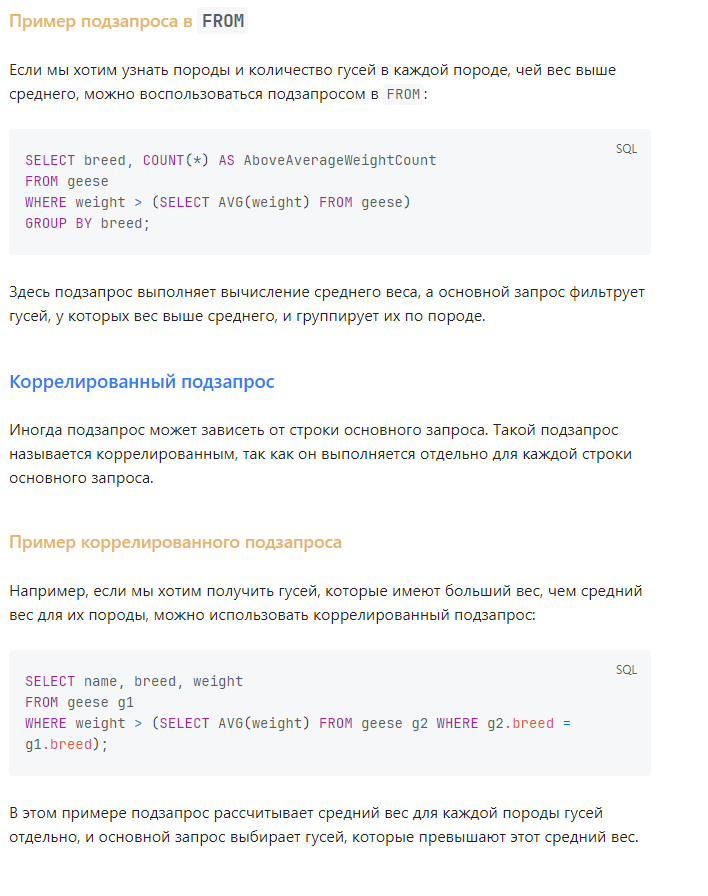 Пример подзапроса в FROM
Если мы хотим узнать породы и количество гусей в каждой породе, чей вес выше
среднего, можно воспользоваться подзапросом в FROM:
SQL
SELECT breed, COUNT(*) AS AboveAverageWeightCount
FROM geese
WHERE weight > (SELECT AVG(weight) FROM geese)
GROUP BY breed;
Здесь подзапрос выполняет вычисление среднего веса, а основной запрос фильтрует
гусей, у которых вес выше среднего, и группирует их по породе.
Коррелированный подзапрос
Иногда подзапрос может зависеть от строки основного запроса. Такой подзапрос
называется коррелированным, так как он выполняется отдельно для каждой строки
основного запроса.
Пример коррелированного подзапроса
Например, если мы хотим получить гусей, которые имеют больший вес, чем средний
вес для их породы, можно использовать коррелированный подзапрос:
SQL
SELECT name, breed, weight
FROM geese g1
WHERE weight > (SELECT AVG(weight) FROM geese g2 WHERE g2.breed =
g1.breed);
В этом примере подзапрос рассчитывает средний вес для каждой породы гусей
отдельно, и основной запрос выбирает гусей, которые превышают этот средний вес.